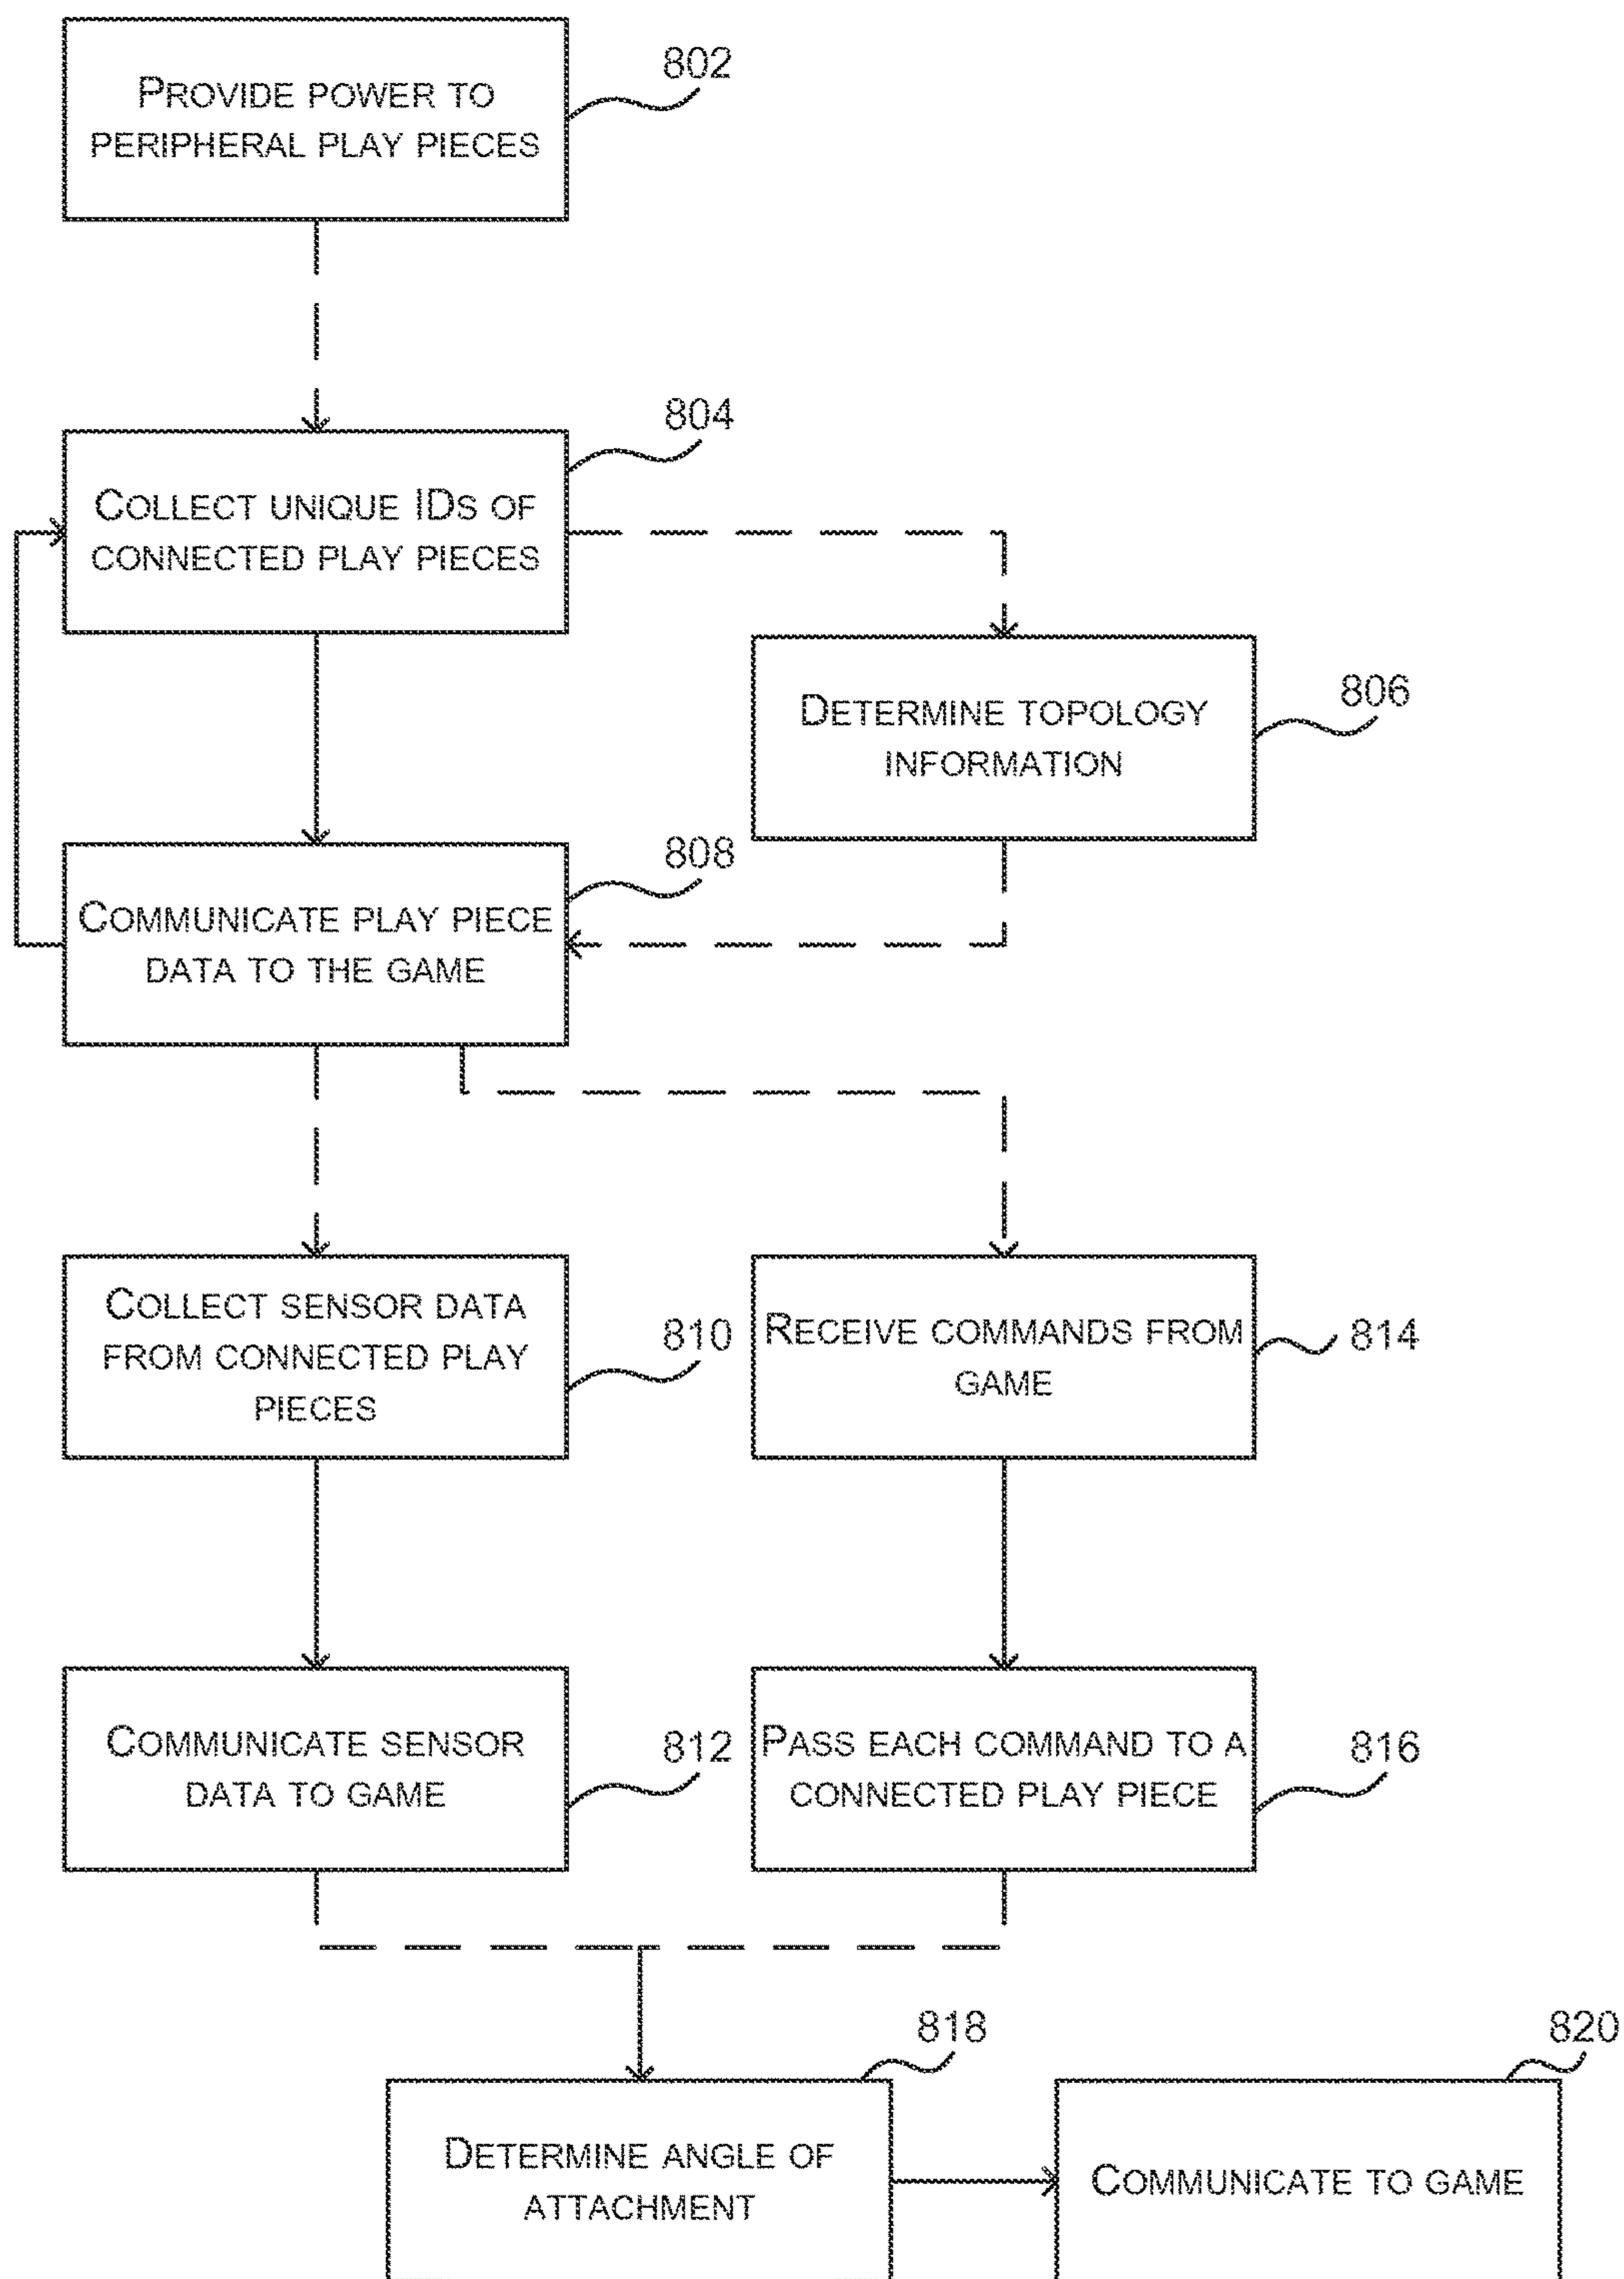 802
PROVIDE POWER TO
PERIPHERAL PLAY PIECES
804
COLLECT UNIQUE IDS OF
CONNECTED PLAY PIECES
806
DETERMINE TOPOLOGY
INFORMATION
808
COMMUNICATE PLAY PIECE
DATA TO THE GAME
COLLECT SENSOR DATA
FROM CONNECTED PLAY
PIECES
810
RECEIVE COMMANDS FROM
GAME
814
COMMUNICATE SENSOR
DATA TO GAME
812
PASS EACH COMMAND TO A
CONNECTED PLAY PIECE
816
818
DETERMINE ANGLE OF
ATTACHMENT
820
COMMUNICATE TO GAME